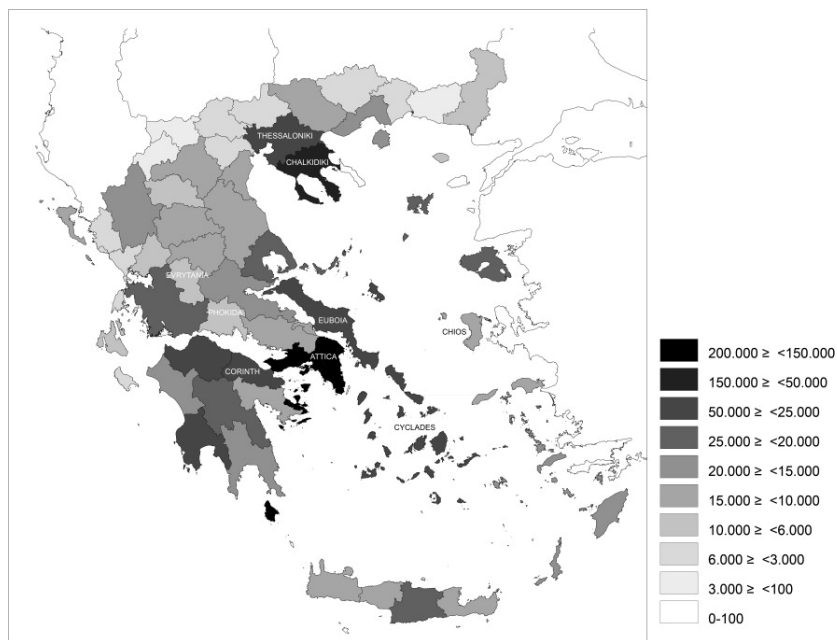 THESSALONIKI
CHALKIDIKI
EVRYTANIA
PHOKIDA
EUBOIA
CHIOS
ATTICA
CORINTH
CYCLADES
200.000 ≥ <150.000
150.000 ≥ <50.000
50.000 ≥ <25.000
25.000 ≥ <20.000
20.000 ≥ <15.000
15.000 ≥ <10.000
10.000 ≥ <6.000
6.000 ≥ <3.000
3.000 ≥ <100
0-100